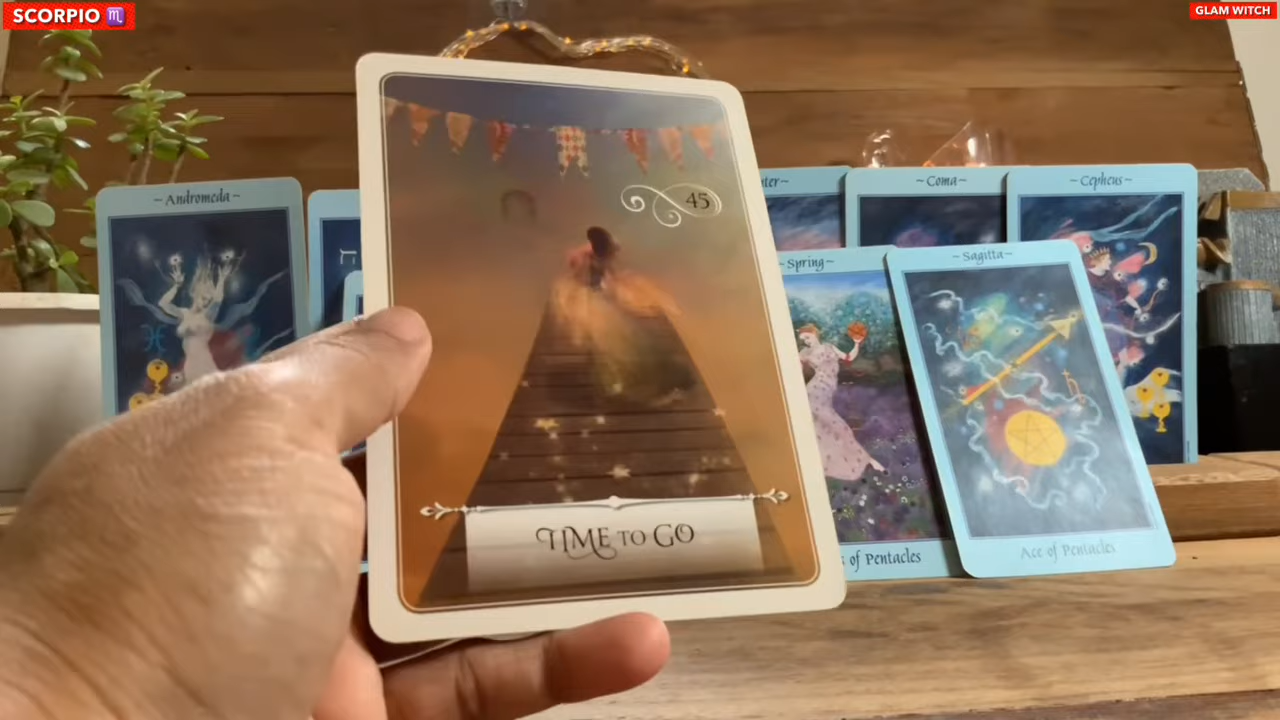 SCORPIO ♏
GLAM WITCH
~ Andromeda ~
~ Coma ~
~ Cepheus ~
45
~ Spring ~
~ Sagitta ~
TIME TO GO
of Pentacles
Ace of Pentacles